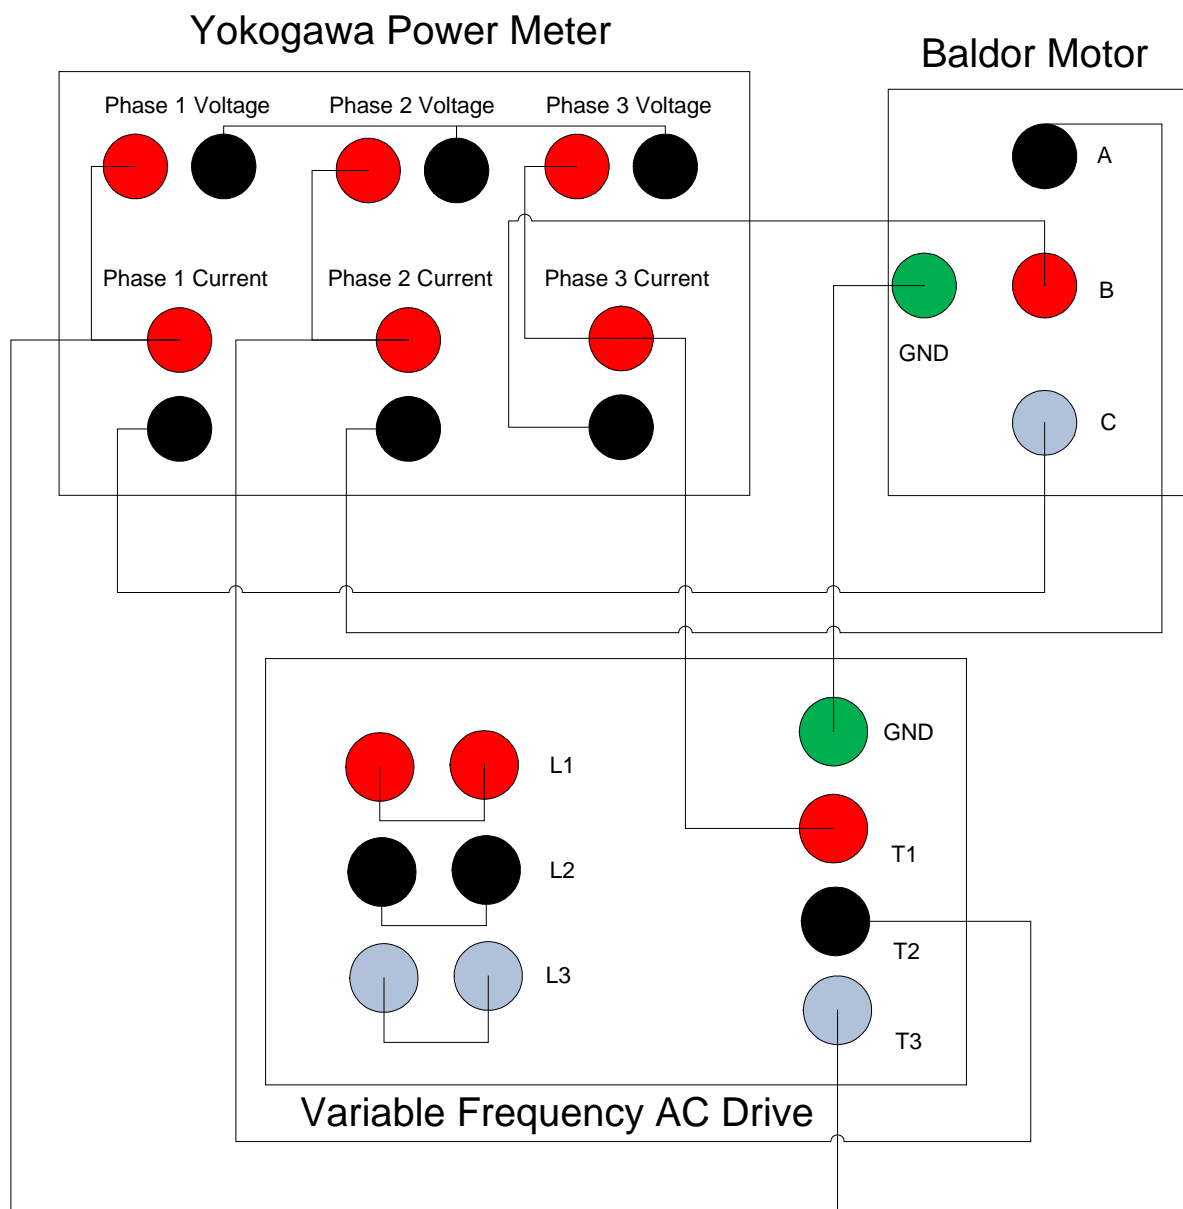 Yokogawa Power Meter
Baldor Motor
Phase 1 Voltage
Phase 2 Voltage
Phase 3 Voltage
A
Phase 1 Current
Phase 2 Current
Phase 3 Current
B
GND
C
GND
L1
T1
L2
T2
L3
T3
Variable Frequency AC Drive